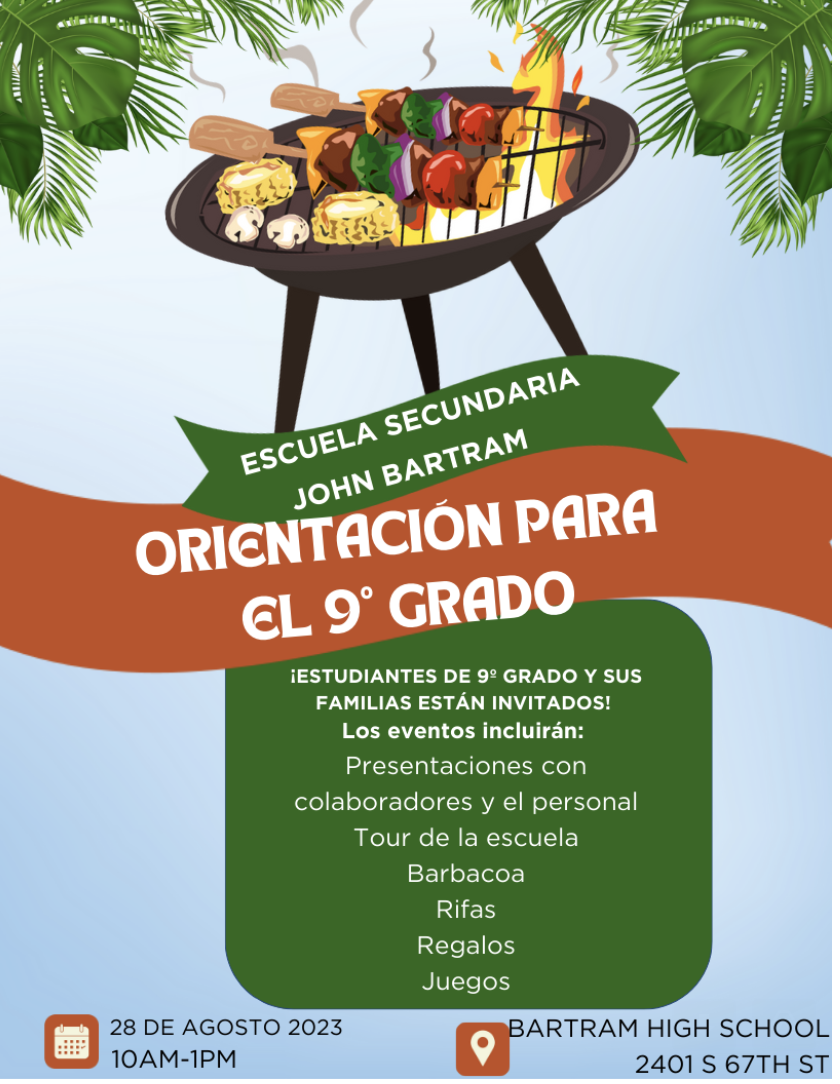 ESCUELA SECUNDARIA
JOHN BARTRAM
ORIENTACIÓN PARA
EL 9° GRADO
¡ESTUDIANTES DE 9º GRADO Y SUS
FAMILIAS ESTÁN INVITADOS!
Los eventos incluirán:
Presentaciones con
colaboradores y el personal
Tour de la escuela
Barbacoa
Rifas
Regalos
Juegos
28 DE AGOSTO 2023
10AM-1PM
BARTRAM HIGH SCHOOL
2401 S 67TH ST